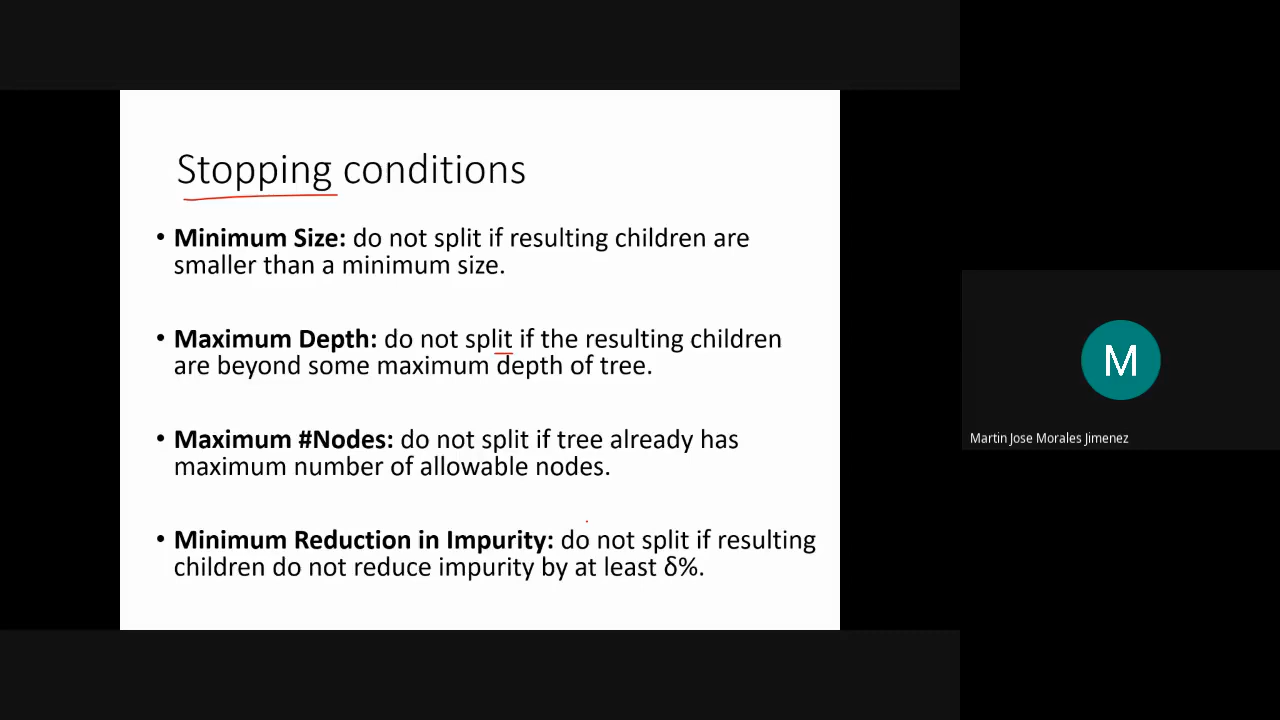 Stopping conditions
• Minimum Size: do not split if resulting children are
smaller than a minimum size.
• Maximum Depth: do not split if the resulting children
are beyond some maximum depth of tree.
• Maximum #Nodes: do not split if tree already has
maximum number of allowable nodes.
• Minimum Reduction in Impurity: do not split if resulting
children do not reduce impurity by at least δ%.
M
Martin Jose Morales Jimenez